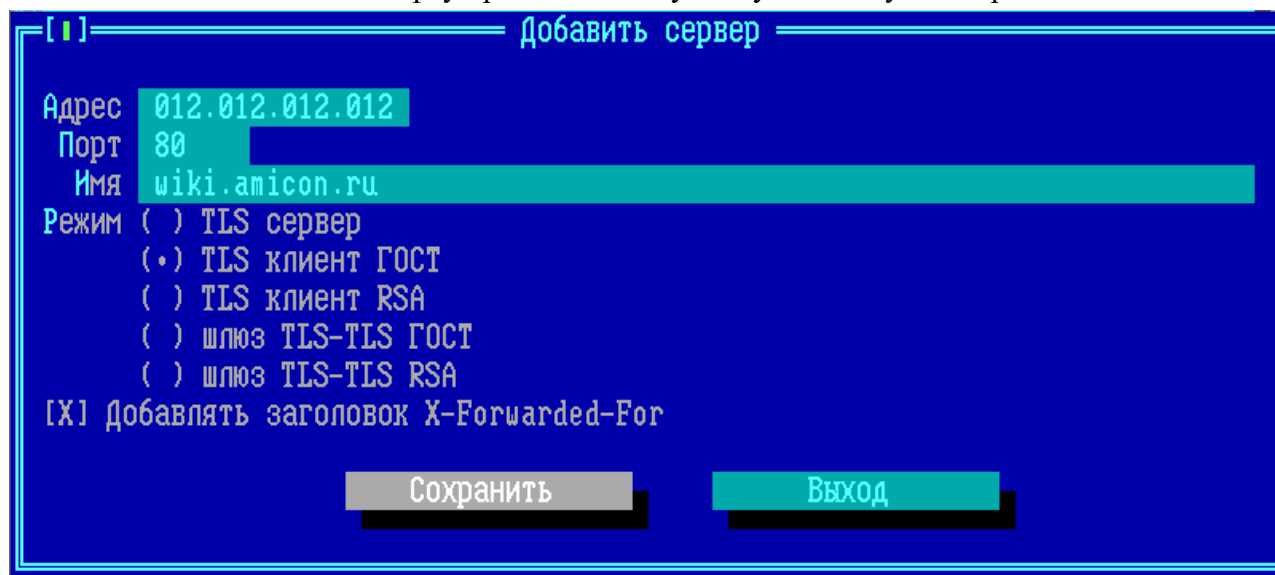 Добавить сервер
Адрес 012.012.012.012
Порт 80
Имя wiki.amicon.ru
Режим ( ) TLS сервер
(•) TLS клиент ГОСТ
( ) TLS клиент RSA
( ) шлюз TLS-TLS ГОСТ
( ) шлюз TLS-TLS RSA
[X] Добавлять заголовок X-Forwarded-For
Сохранить Выход